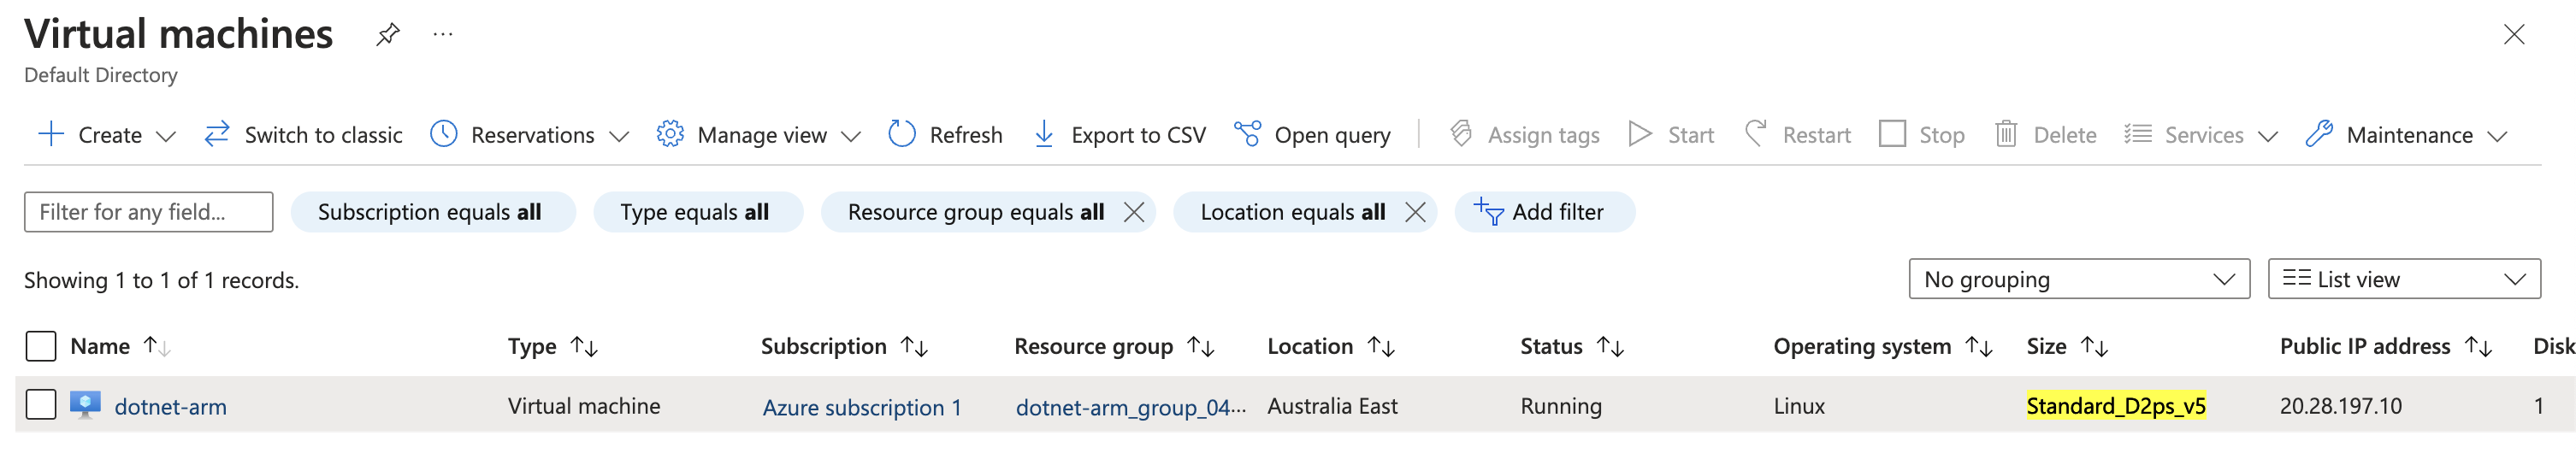 Virtual machines ...
Default Directory
Create Switch to classic Reservations Manage view Refresh Export to CSV Open query Assign tags Start Restart Stop Delete Services Maintenance
Filter for any field... Subscription equals all Type equals all Resource group equals all Location equals all Add filter
Showing 1 to 1 of 1 records. No grouping List view
Name Type Subscription Resource group Location Status Operating system Size Public IP address Disk
dotnet-arm Virtual machine Azure subscription 1 dotnet-arm_group_04... Australia East Running Linux Standard_D2ps_v5 20.28.197.10 1